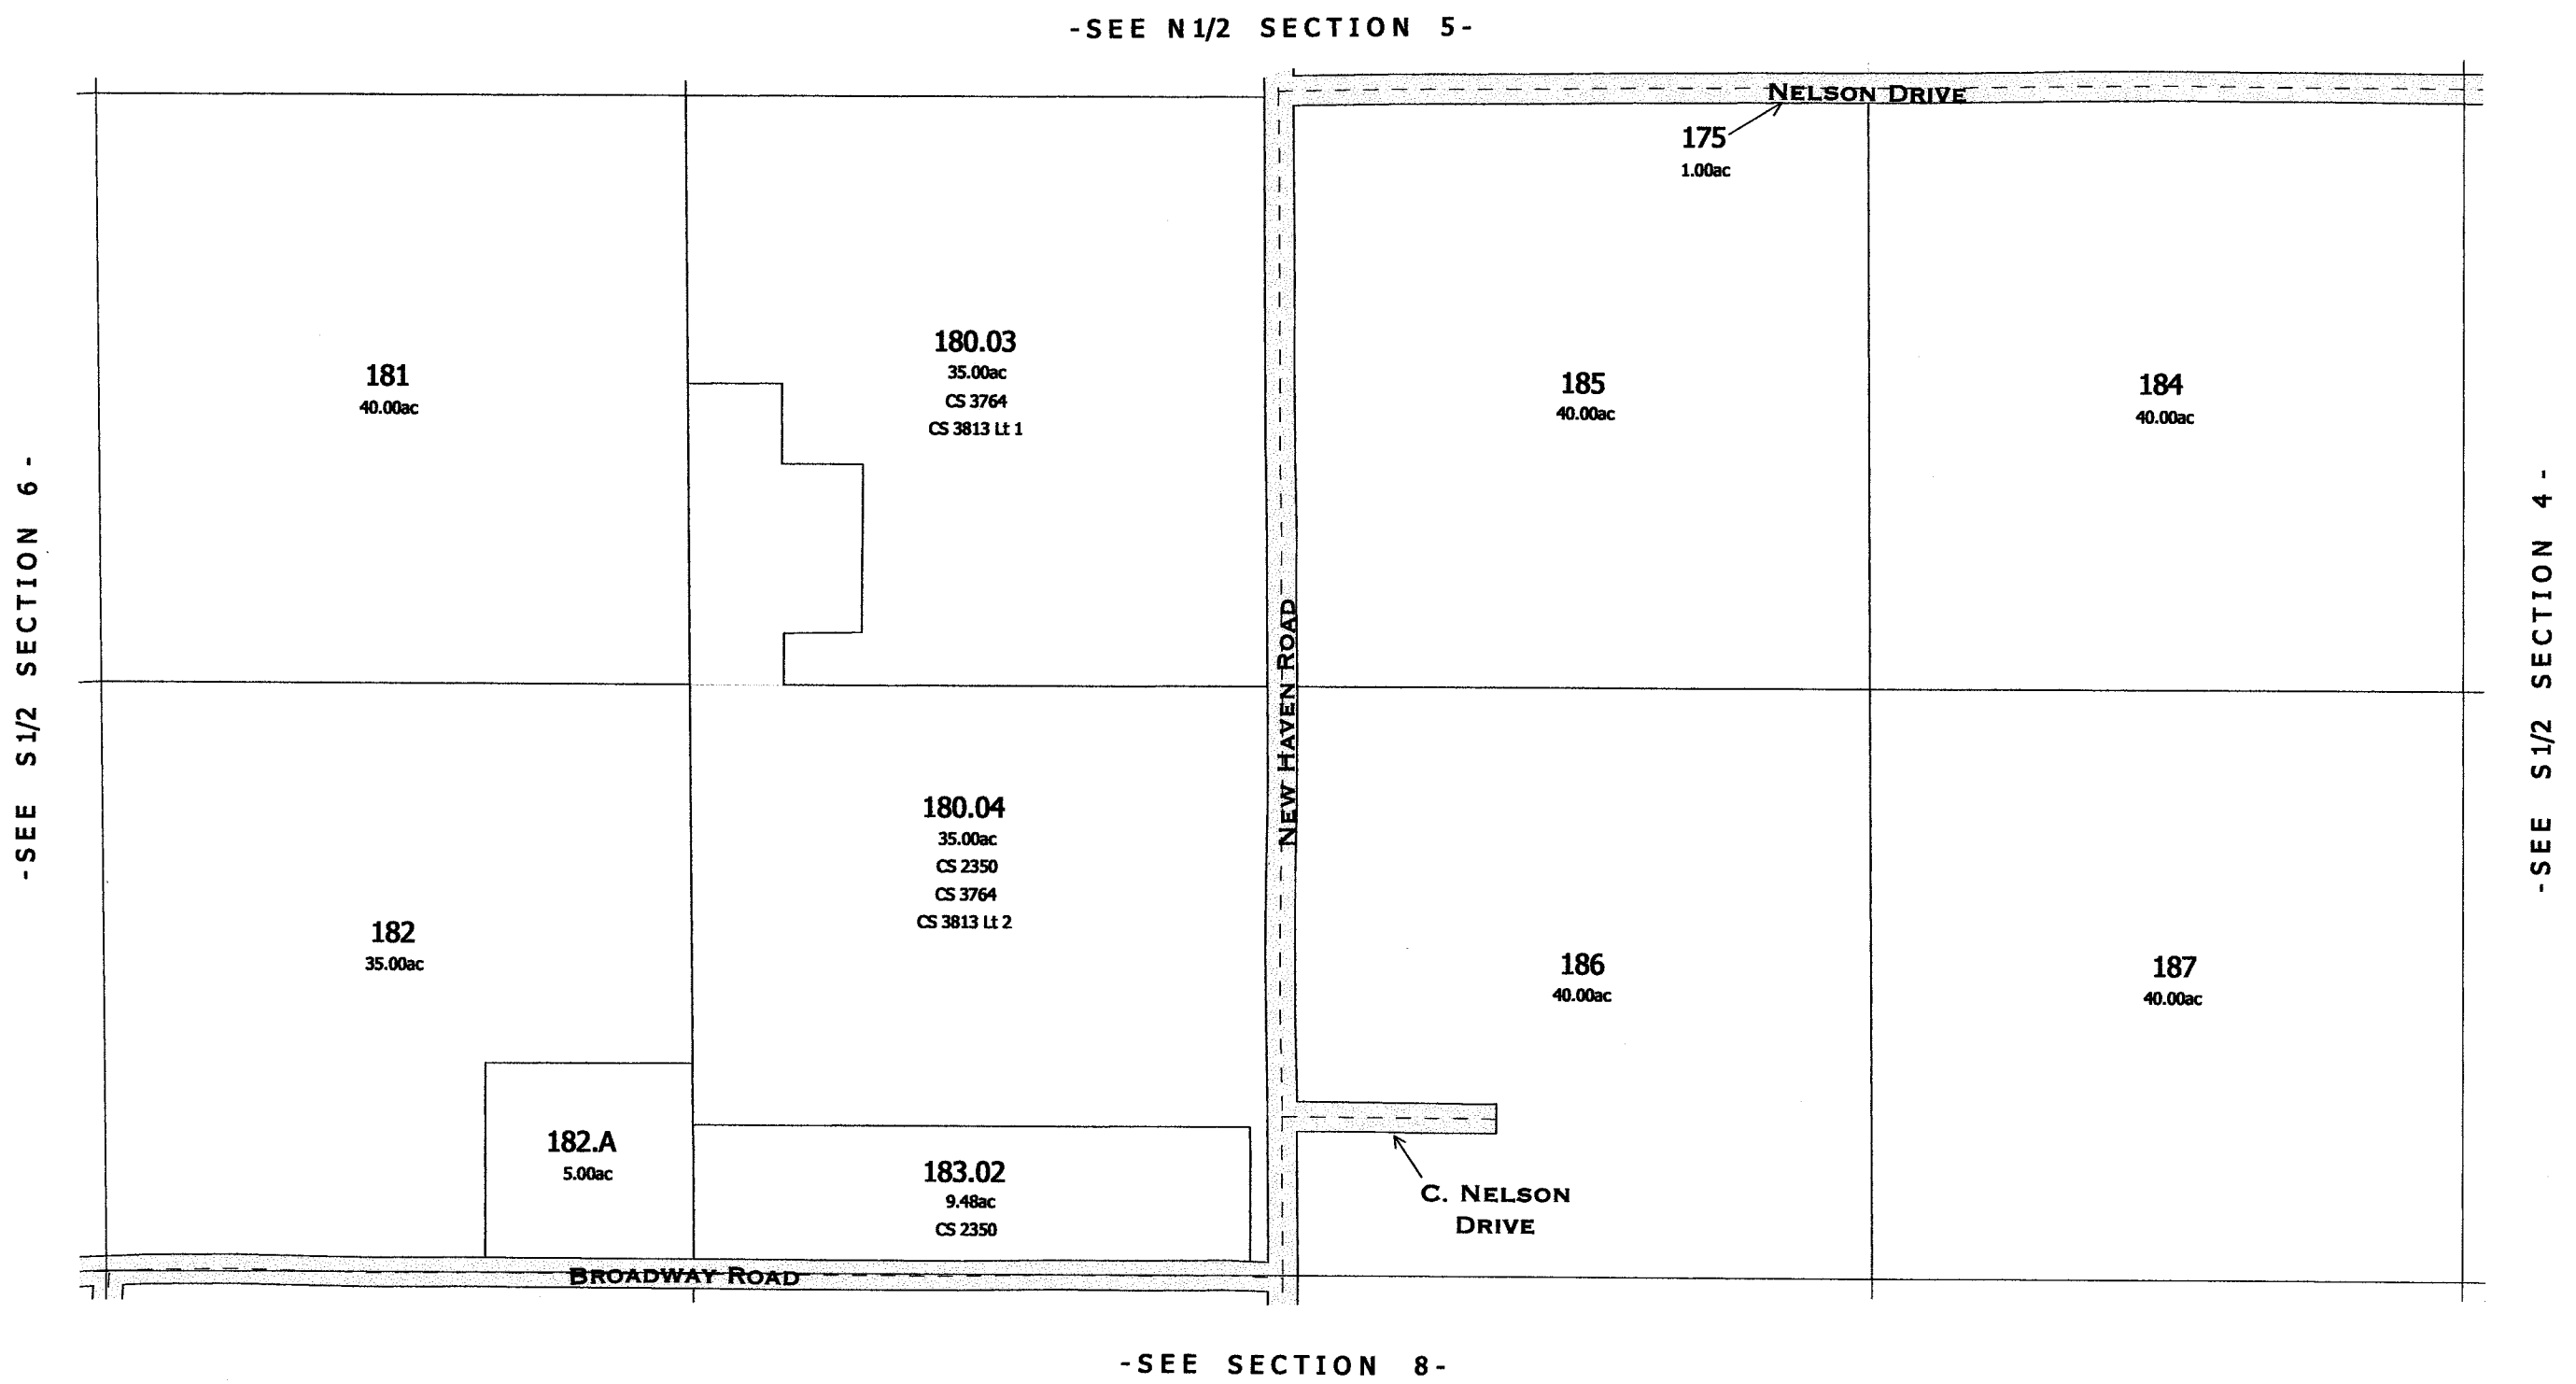 -SEE N1/2 SECTION 5-
NELSON DRIVE
175
1.00ac
181
40.00ac
180.03
35.00ac
CS 3764
CS 3813 Lt 1
185
40.00ac
184
40.00ac
-SEE S1/2 SECTION 6-
NEW HAVEN ROAD
-SEE S1/2 SECTION 4-
182
35.00ac
180.04
35.00ac
CS 2350
CS 3764
CS 3813 Lt 2
186
40.00ac
187
40.00ac
182.A
5.00ac
183.02
9.48ac
CS 2350
C. NELSON
DRIVE
BROADWAY ROAD
-SEE SECTION 8-